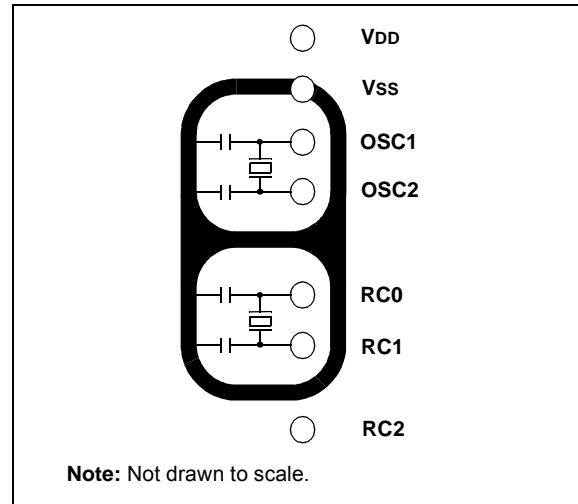 VDD
VSS
OSC1
OSC2
RC0
RC1
RC2
Note: Not drawn to scale.